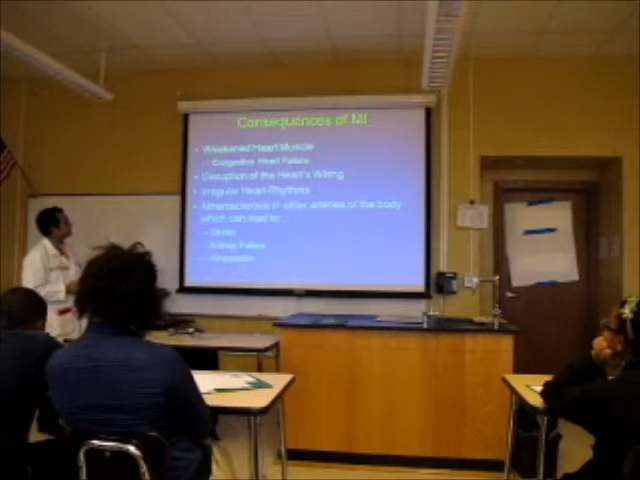 Consequences of MI
• Weakened Heart Muscle
– Congestive Heart Failure
• Disruption of the Heart's Wiring
• Irregular Heart Rhythms
• Atherosclerosis in other arteries of the body
which can lead to...
– Stroke
– Kidney Failure
– Amputation